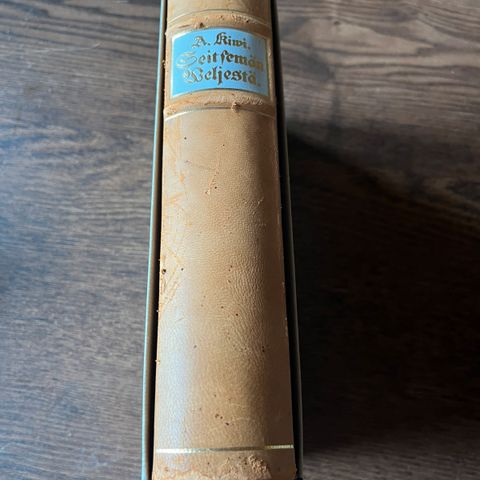 A. Kiwi.
Seitsemän
Veljestä.